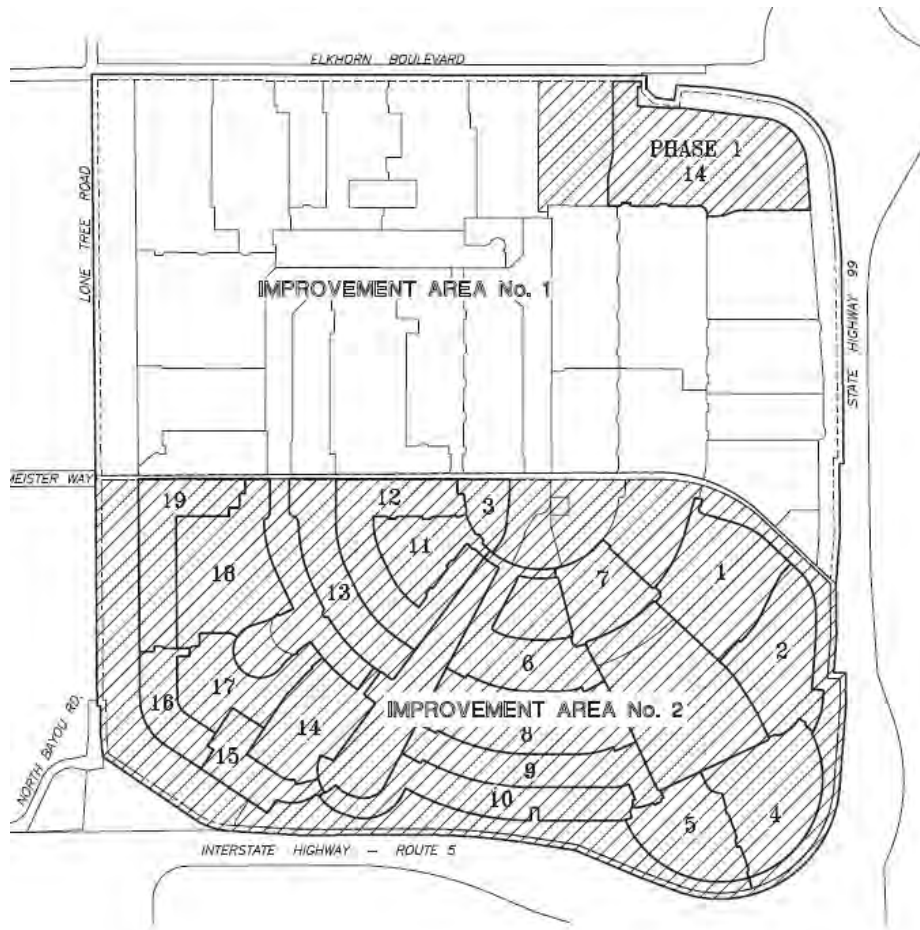 ELKHORN BOULEVARD
PHASE 1
14
LONE TREE ROAD
STATE HIGHWAY 99
IMPROVEMENT AREA No. 1
MEISTER WAY
19
12
3
11
18
13
7
1
6
2
16
17
IMPROVEMENT AREA No. 2
14
8
15
9
10
NORTH BAYOU RD.
5
4
INTERSTATE HIGHWAY - ROUTE 5